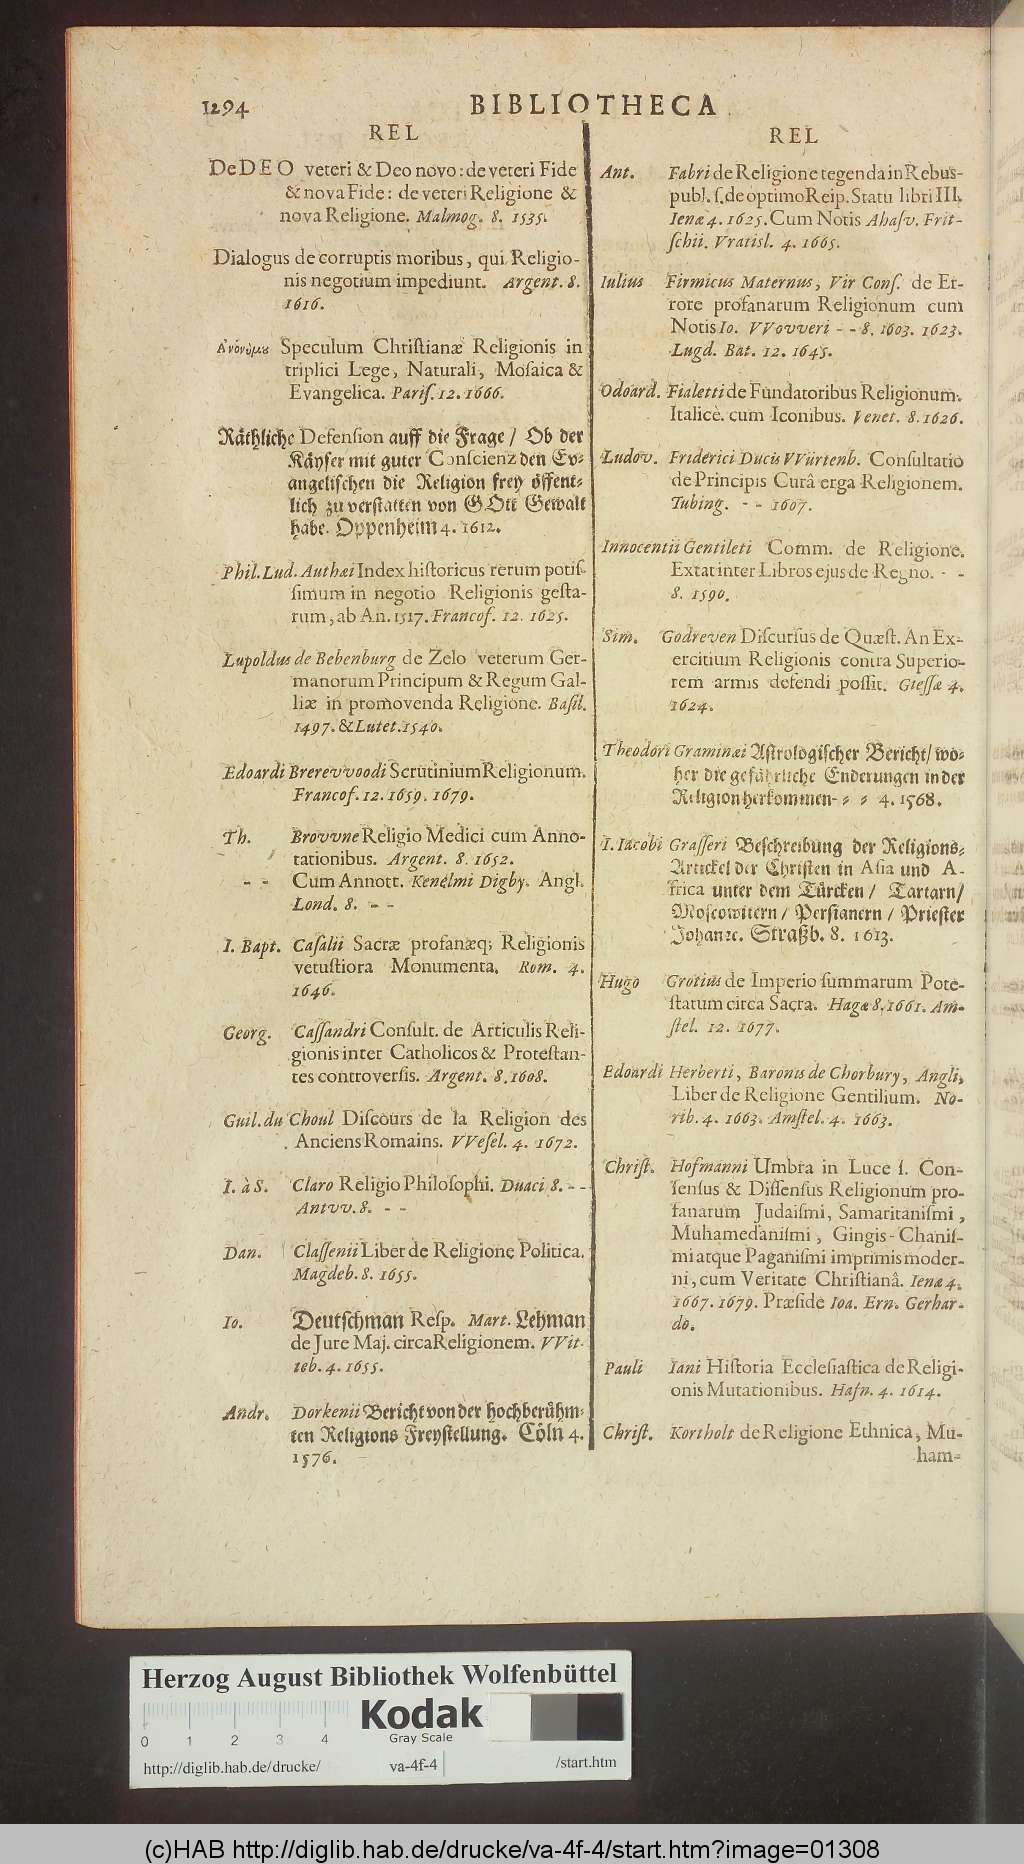 1294
BIBLIOTHECA
REL
De DEO veteri & Deo novo: de veteri Fide
& nova Fide: de veteri Religione &
nova Religione. Malmog. 8. 1535.
Dialogus de corruptis moribus, qui Religio-
nis negotium impediunt. Argent. 8.
1616.
Speculum Christianæ Religionis in
triplici Lege, Naturali, Mosaica &
Evangelica. Paris. 12. 1666.
Räthliche Defension auff die Frage / Ob der
Käyser mit guter Conscienz den Ev-
angelischen die Religion frey öffent-
lich zu verstatten von GOtt Gewalt
habe. Oppenheim 4. 1612.
Phil. Lud. Authæi Index historicus rerum potis-
simum in negotio Religionis gesta-
rum, ab An. 1517. Francof. 12. 1625.
Lupoldus de Bebenburg de Zelo veterum Ger-
manorum Principum & Regum Gal-
liæ in promovenda Religione. Basil.
1497. & Lutet. 1540.
Edoardi Brerevvoodi Scrutinium Religionum.
Francof. 12. 1659. 1679.
Th. Brovvne Religio Medici cum Anno-
tationibus. Argent. 8. 1652.
- - Cum Annott. Kenelmi Digby. Angl.
Lond. 8. - -
I. Bapt. Casalii Sacræ profanæq; Religionis
vetustiora Monumenta. Rom. 4.
1646.
Georg. Cassandri Consult. de Articulis Reli-
gionis inter Catholicos & Protestan-
tes controversis. Argent. 8. 1608.
Guil. du Choul Discours de la Religion des
Anciens Romains. VVesel. 4. 1672.
I. à S. Claro Religio Philosophi. Duaci 8. - -
Antvv. 8. - -
Dan. Classenii Liber de Religione Politica.
Magdeb. 8. 1655.
Io. Deutschman Resp. Mart. Lehman
de Jure Maj. circa Religionem. VVit-
teb. 4. 1655.
Andr. Dorkenii Bericht von der hochberühm-
ten Religions Freystellung. Cöln 4.
1576.
REL
Ant. Fabri de Religione tegenda in Rebus-
publ. s. de optimo Reip. Statu libri III.
Ienæ 4. 1625. Cum Notis Ahasv. Frit-
schii. Vratisl. 4. 1665.
Iulius Firmicus Maternus, Vir Cons. de Er-
rore profanarum Religionum cum
Notis Io. VVovveri - - 8. 1603. 1623.
Lugd. Bat. 12. 1645.
Odoard. Fialetti de Fundatoribus Religionum.
Italicè. cum Iconibus. Venet. 8. 1626.
Ludov. Friderici Ducis VVürtenb. Consultatio
de Principis Curâ erga Religionem.
Tubing. - - 1607.
Innocentii Gentileti Comm. de Religione.
Extat inter Libros ejus de Regno. - -
8. 1590.
Sim. Godreven Discursus de Quæst. An Ex-
ercitium Religionis contra Superio-
rem armis defendi possit. Giessæ 4.
1624.
Theodori Graminæi Astrologischer Bericht / wo-
her die gefährliche Enderungen in der
Religion herkommen - - - 4. 1568.
I. Iacobi Grasseri Beschreibung der Religions-
Artickel der Christen in Asia und A-
frica unter dem Türcken / Tartarn /
Moscowitern / Persianern / Priester
Johan 2c. Straßb. 8. 1613.
Hugo Grotius de Imperio summarum Pote-
statum circa Sacra. Hagæ 8. 1661. Am-
stel. 12. 1677.
Edoardi Herberti, Baronis de Chorbury, Angli,
Liber de Religione Gentilium. No-
rib. 4. 1663. Amstel. 4. 1663.
Christ. Hofmanni Umbra in Luce s. Con-
sensus & Dissensus Religionum pro-
fanarum Judaismi, Samaritanismi,
Muhamedanismi, Gingis-Chanis-
mi atque Paganismi imprimis moder-
ni, cum Veritate Christianâ. Ienæ 4.
1667. 1679. Præside Ioa. Ern. Gerhar-
do.
Pauli Iani Historia Ecclesiastica de Religi-
onis Mutationibus. Hafn. 4. 1614.
Christ. Kortholt de Religione Ethnica, Mu-
ham-
Herzog August Bibliothek Wolfenbüttel
Kodak
Gray Scale
0 1 2 3 4
http://diglib.hab.de/drucke/ va-4f-4 /start.htm
(c)HAB http://diglib.hab.de/drucke/va-4f-4/start.htm?image=01308